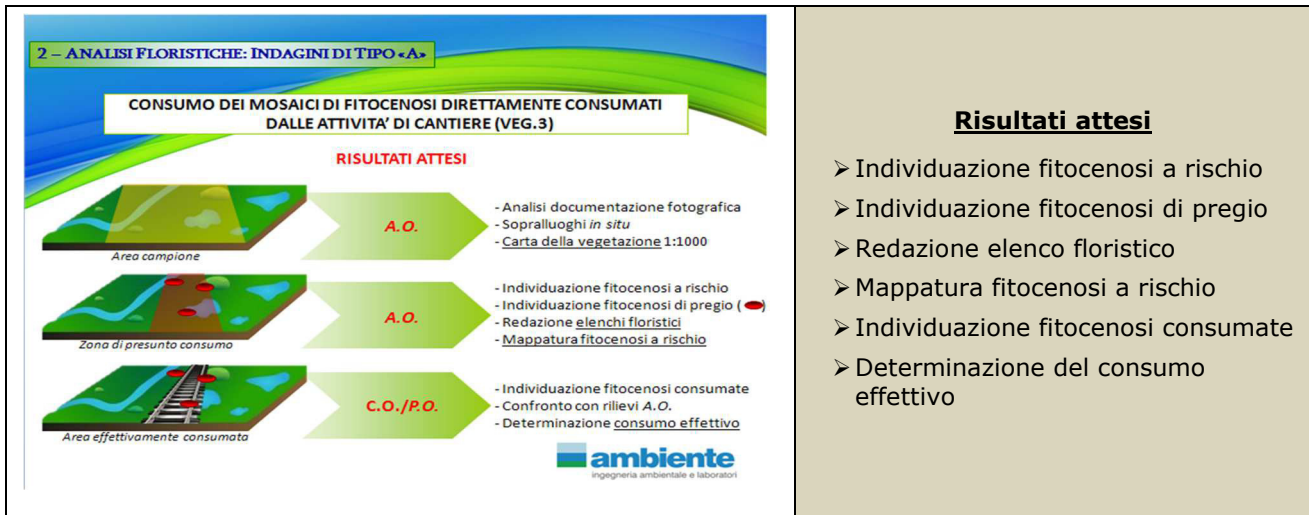 2 – ANALISI FLORISTICHE: INDAGINI DI TIPO «A»
CONSUMO DEI MOSAICI DI FITOCENOSI DIRETTAMENTE CONSUMATI
DALLE ATTIVITA’ DI CANTIERE (VEG.3)
RISULTATI ATTESI
A.O.
- Analisi documentazione fotografica
- Sopralluoghi in situ
- Carta della vegetazione 1:1000
Area campione
A.O.
- Individuazione fitocenosi a rischio
- Individuazione fitocenosi di pregio ( )
- Redazione elenchi floristici
- Mappatura fitocenosi a rischio
Zona di presunto consumo
C.O./P.O.
- Individuazione fitocenosi consumate
- Confronto con rilievi A.O.
- Determinazione consumo effettivo
Area effettivamente consumata
ambiente
ingegneria ambientale e laboratori
Risultati attesi
➢ Individuazione fitocenosi a rischio
➢ Individuazione fitocenosi di pregio
➢ Redazione elenco floristico
➢ Mappatura fitocenosi a rischio
➢ Individuazione fitocenosi consumate
➢ Determinazione del consumo
effettivo